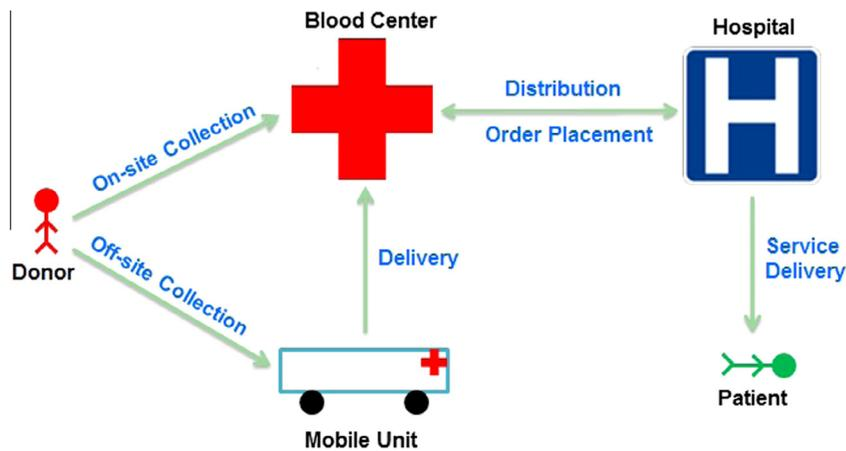 Blood Center
Hospital
Distribution
Order Placement
On-site Collection
Donor
Off-site Collection
Delivery
Service
Delivery
Mobile Unit
Patient
H